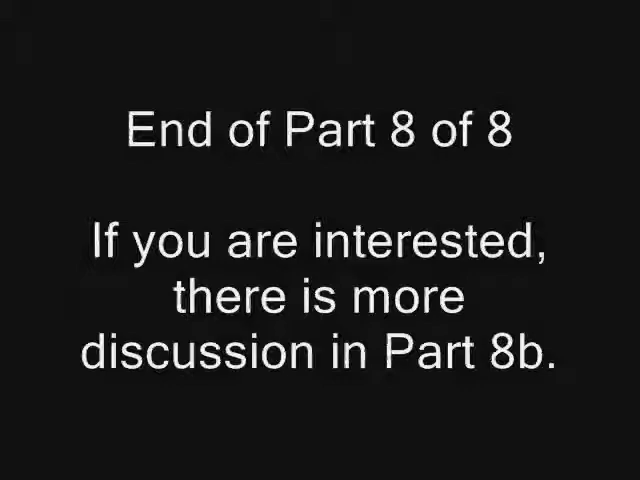 End of Part 8 of 8
If you are interested,
there is more
discussion in Part 8b.